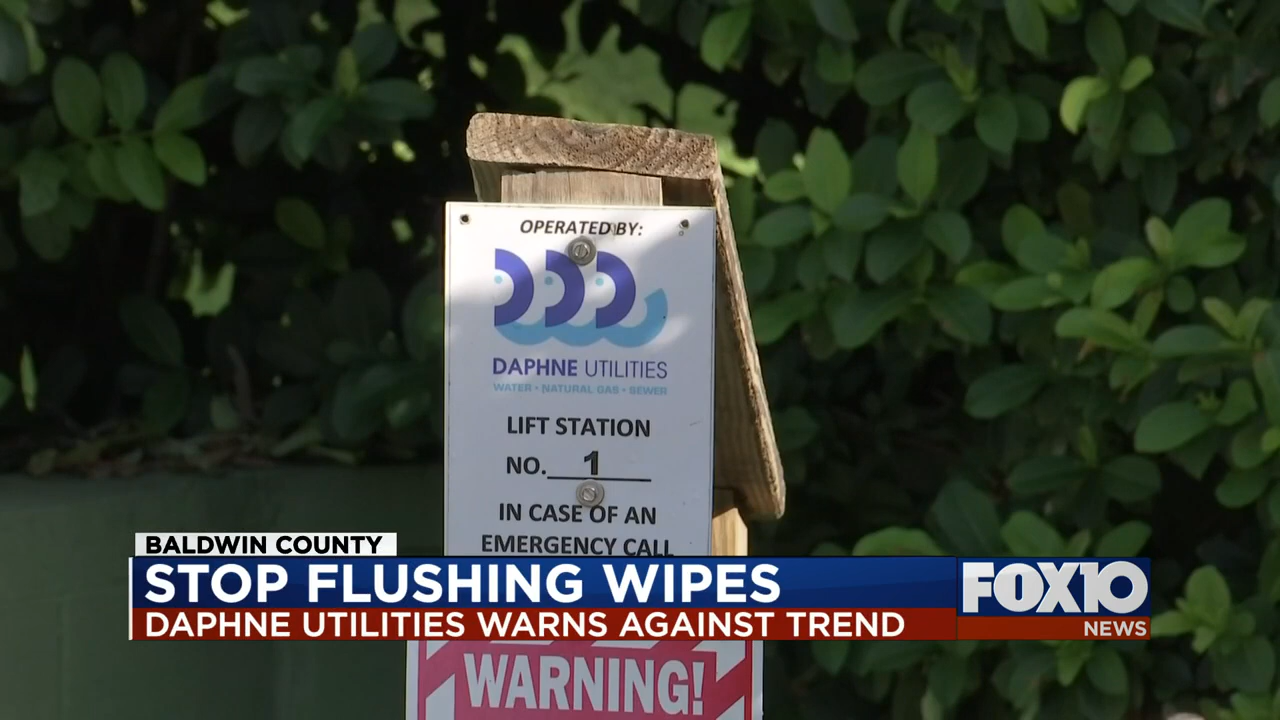 OPERATED BY:
DAPHNE UTILITIES
WATER • NATURAL GAS • SEWER
LIFT STATION
NO. 1
IN CASE OF AN
EMERGENCY CALL
BALDWIN COUNTY
STOP FLUSHING WIPES
DAPHNE UTILITIES WARNS AGAINST TREND
FOX10
NEWS
WARNING!